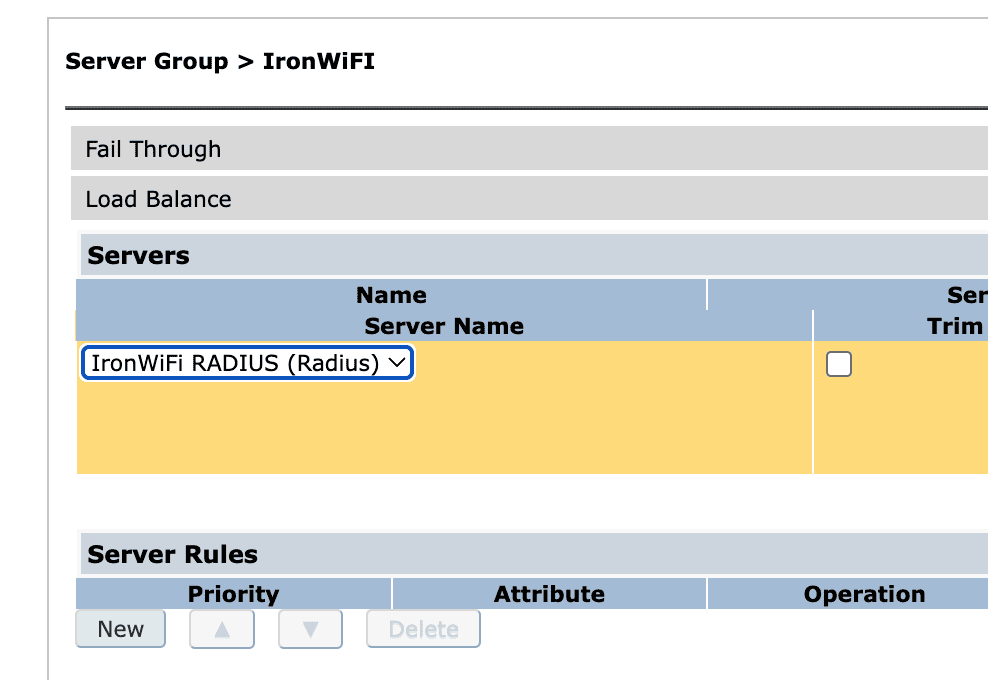 Server Group > IronWiFI
Fail Through
Load Balance
Servers
Name Ser
Server Name Trim
IronWiFi RADIUS (Radius)
Server Rules
Priority Attribute Operation
New ▲ ▼ Delete